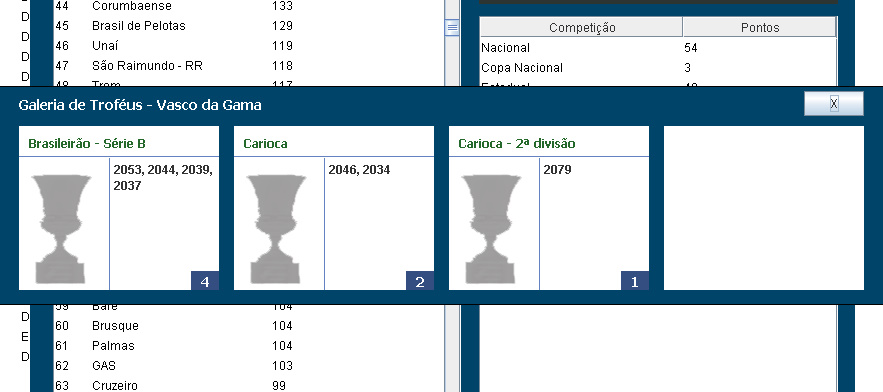 D
D
D
D
44 Corumbaense 133
45 Brasil de Pelotas 129
46 Unaí 119
47 São Raimundo - RR 118
48 Trem 117
Competição Pontos
Nacional 54
Copa Nacional 3
Estadual 48
Galeria de Troféus - Vasco da Gama
X
Brasileirão - Série B
2053, 2044, 2039,
2037
4
Carioca
2046, 2034
2
Carioca - 2ª divisão
2079
1
D
E
D
59 Bare 104
60 Brusque 104
61 Palmas 104
62 GAS 103
63 Cruzeiro 99